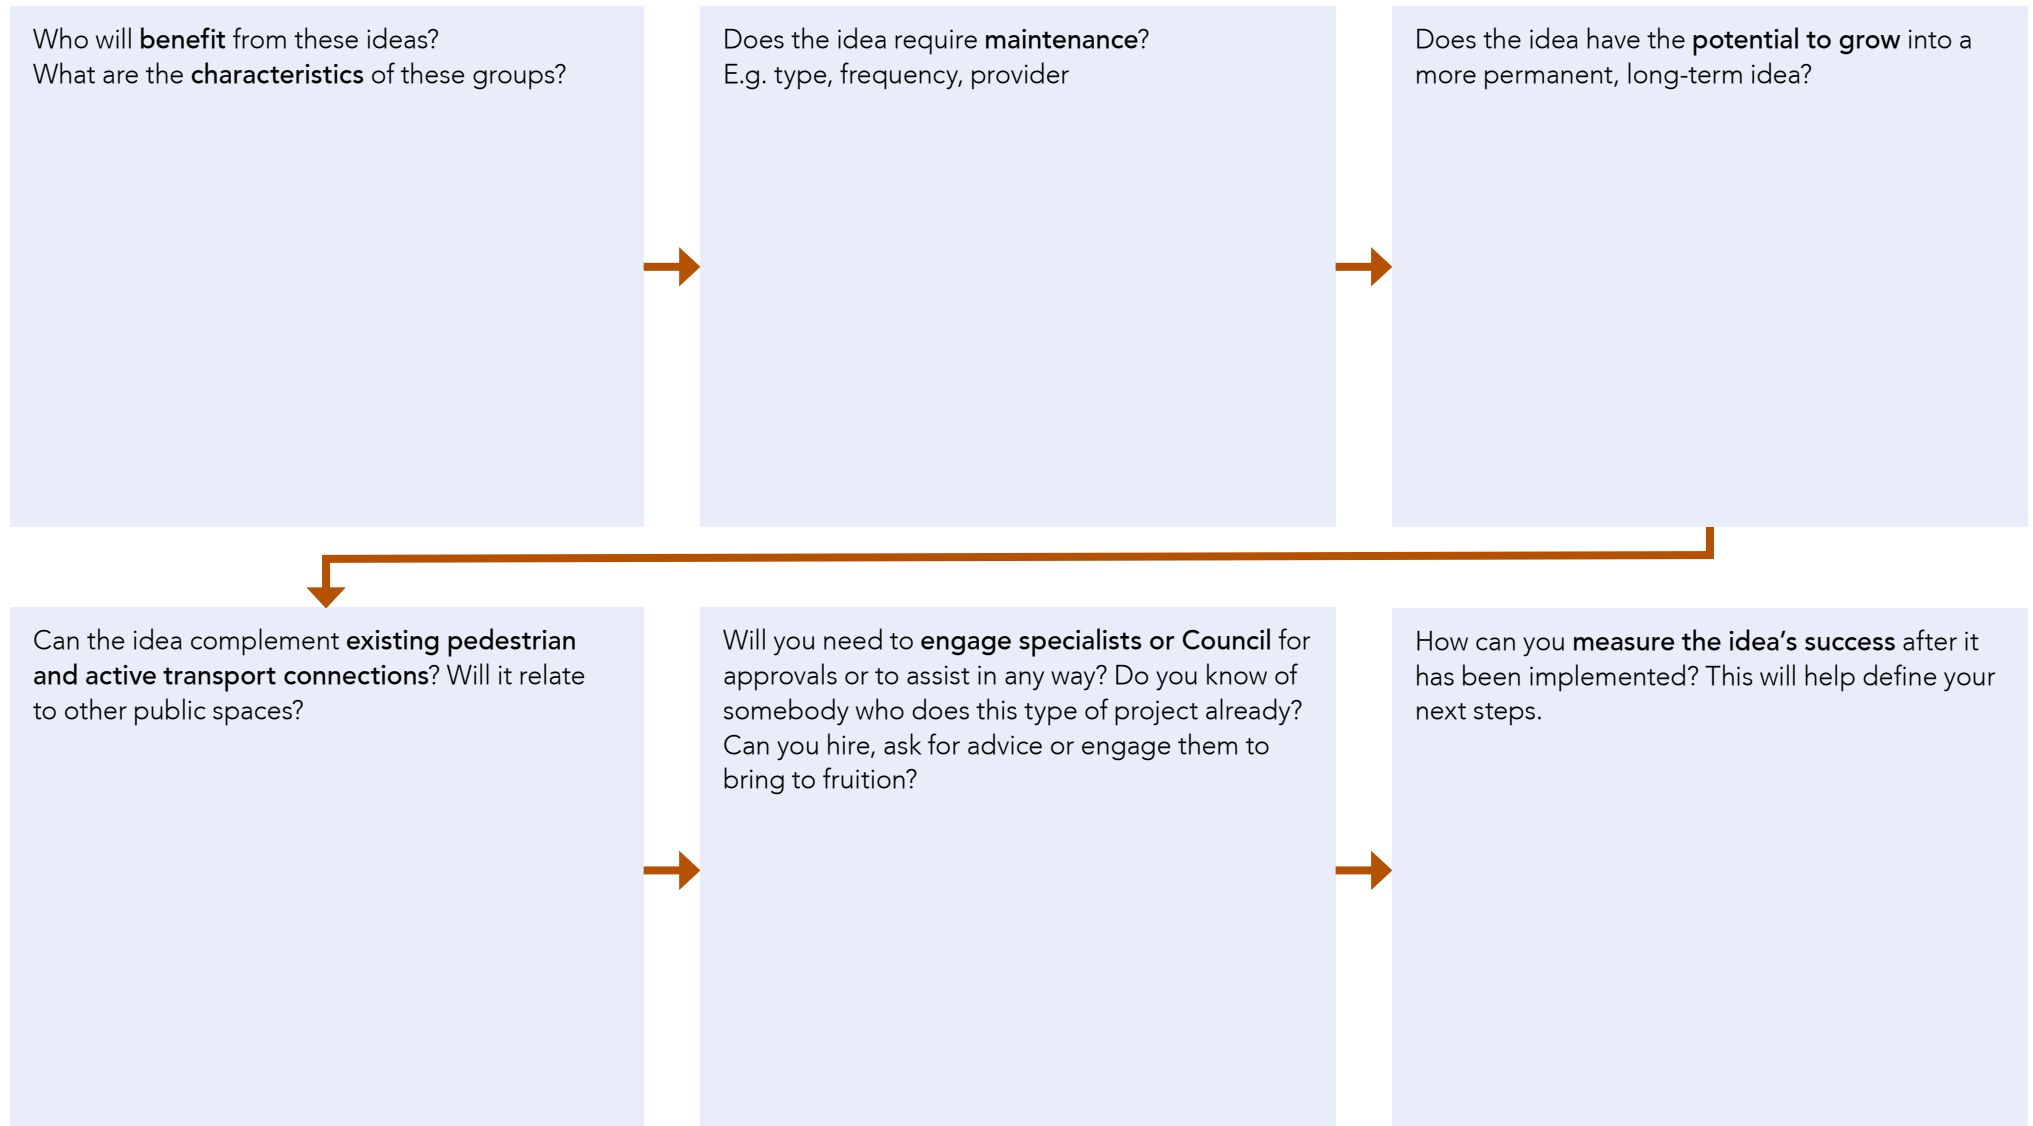 Who will benefit from these ideas?
What are the characteristics of these groups?
Does the idea require maintenance?
E.g. type, frequency, provider
Does the idea have the potential to grow into a
more permanent, long-term idea?
Can the idea complement existing pedestrian
and active transport connections? Will it relate
to other public spaces?
Will you need to engage specialists or Council for
approvals or to assist in any way? Do you know of
somebody who does this type of project already?
Can you hire, ask for advice or engage them to
bring to fruition?
How can you measure the idea’s success after it
has been implemented? This will help define your
next steps.